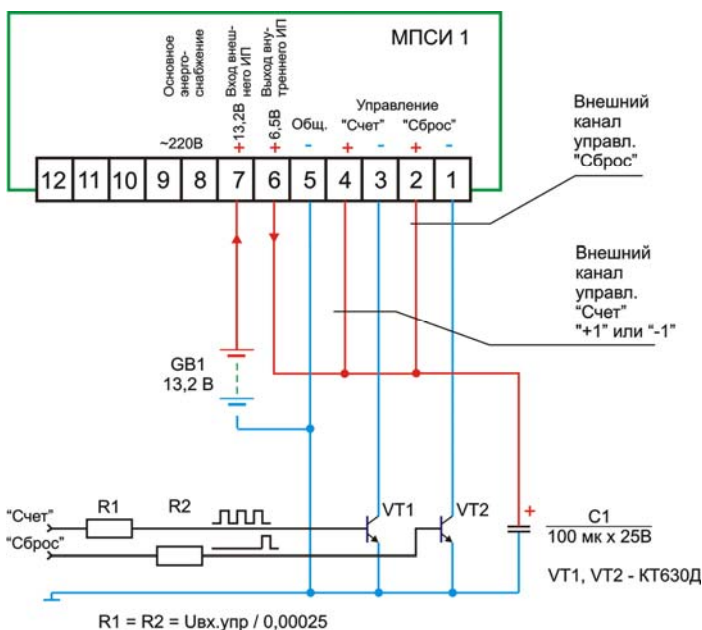 МПСИ 1
Основное
энерго-
снабжение
~220В
Вход внеш-
него ИП
13,2В
+
Выход вну-
треннего ИП
6,5В
+
Общ.
-
Управление
"Счет"
+ -
"Сброс"
+ -
12 11 10 9 8 7 6 5 4 3 2 1
Внешний
канал
управл.
"Сброс"
Внешний
канал
управл.
"Счет"
"+1" или "-1"
GB1
13,2 В
"Счет"
R1
R2
VT1
VT2
"Сброс"
+
C1
100 мк x 25В
VT1, VT2 - КТ630Д
R1 = R2 = Uвх.упр / 0,00025